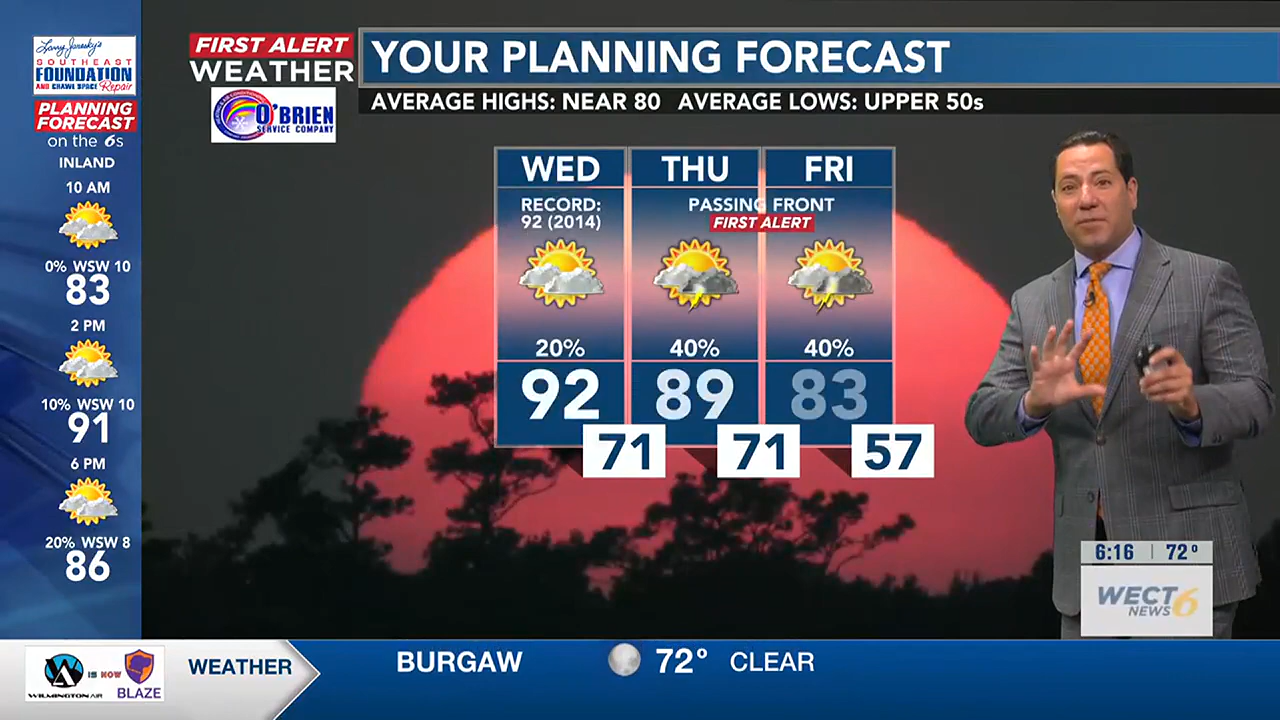 Larry Janesky's
SOUTHEAST
FOUNDATION
AND CRAWL SPACE Repair
PLANNING
FORECAST
on the 6s
INLAND
10 AM
0% WSW 10
83
2 PM
10% WSW 10
91
6 PM
20% WSW 8
86
FIRST ALERT
WEATHER
O'BRIEN
SERVICE COMPANY
YOUR PLANNING FORECAST
AVERAGE HIGHS: NEAR 80 AVERAGE LOWS: UPPER 50s
WED THU FRI
RECORD:
92 (2014)
PASSING FRONT
FIRST ALERT
20% 40% 40%
92 89 83
71 71 57
6:16 72°
WECT 6
NEWS
WILMINGTON AIR
IS NOW
BLAZE
WEATHER
BURGAW 72° CLEAR